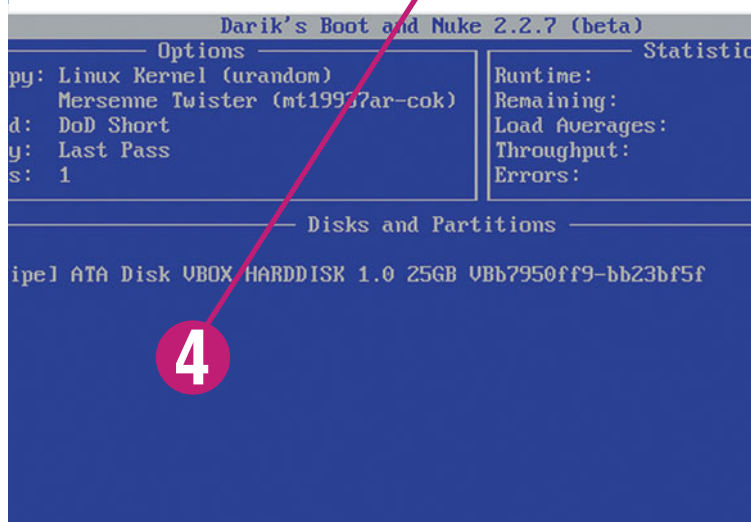 Darik's Boot and Nuke 2.2.7 (beta)
Options
Statistic
py: Linux Kernel (urandom)
Runtime:
Mersenne Twister (mt19937ar-cok)
Remaining:
d: DoD Short
Load Averages:
y: Last Pass
Throughput:
s: 1
Errors:
Disks and Partitions
ipe] ATA Disk VBOX HARDDISK 1.0 25GB VBb7950ff9-bb23bf5f
4